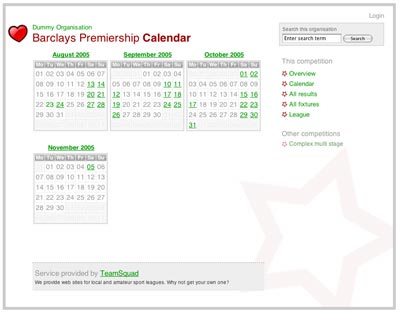 Login
Dummy Organisation
Barclays Premiership Calendar
Search this organisation
Enter search term Search
August 2005
Mo Tu We Th Fr Sa Su
01 02 03 04 05 06 07
08 09 10 11 12 13 14
15 16 17 18 19 20 21
22 23 24 25 26 27 28
29 30 31
September 2005
Mo Tu We Th Fr Sa Su
01 02 03 04
05 06 07 08 09 10 11
12 13 14 15 16 17 18
19 20 21 22 23 24 25
26 27 28 29 30
October 2005
Mo Tu We Th Fr Sa Su
01 02
03 04 05 06 07 08 09
10 11 12 13 14 15 16
17 18 19 20 21 22 23
24 25 26 27 28 29 30
31
November 2005
Mo Tu We Th Fr Sa Su
01 02 03 04 05 06
07 08 09 10 11 12 13
14 15 16 17 18 19 20
21 22 23 24 25 26 27
28 29 30
This competition
Overview
Calendar
All results
All fixtures
League
Other competitions
Complex multi stage
Service provided by TeamSquad
We provide web sites for local and amateur sport leagues. Why not get your own one?